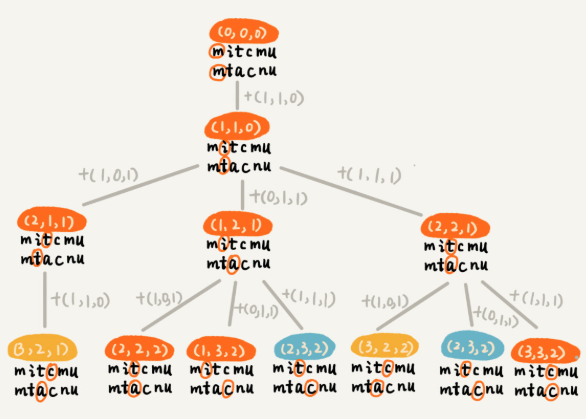 (0,0,0)
mitcmu
mtacnu
+(1,1,0)
(1,1,0)
mitcmu
mtacnu
+(1,0,1)
+(0,1,1)
+(1,1,1)
(2,1,1)
mitcmu
mtacnu
(1,2,1)
mitcmu
mtacnu
(2,2,1)
mitcmu
mtacnu
+(1,1,0)
+(1,0,1)
+(0,1,1)
+(1,1,1)
+(1,0,1)
+(0,1,1)
+(1,1,1)
(3,2,1)
mitcmu
mtacnu
(2,2,2)
mitcmu
mtacnu
(1,3,2)
mitcmu
mtacnu
(2,3,2)
mitcmu
mtacnu
(3,2,2)
mitcmu
mtacnu
(2,3,2)
mitcmu
mtacnu
(3,3,2)
mitcmu
mtacnu